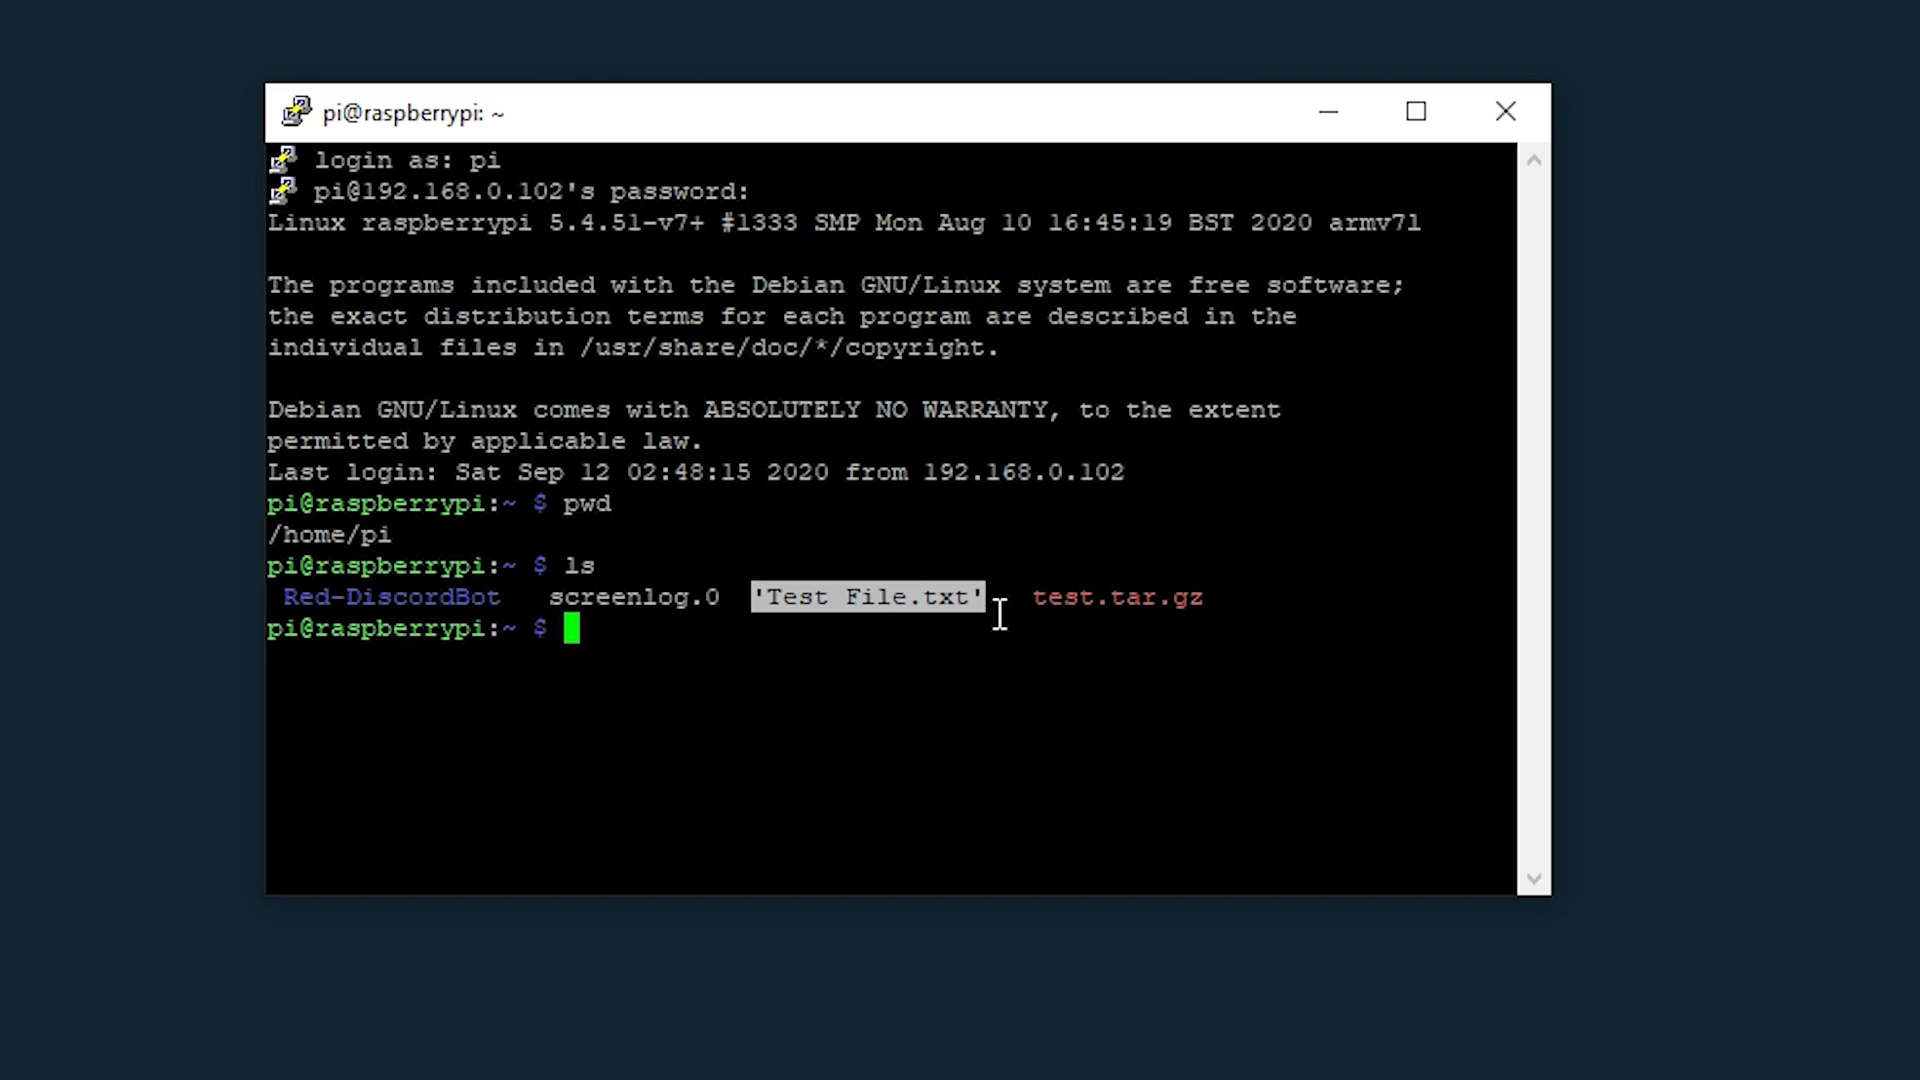 pi@raspberrypi: ~
login as: pi
pi@192.168.0.102's password:
Linux raspberrypi 5.4.51-v7+ #1333 SMP Mon Aug 10 16:45:19 BST 2020 armv7l
The programs included with the Debian GNU/Linux system are free software;
the exact distribution terms for each program are described in the
individual files in /usr/share/doc/*/copyright.
Debian GNU/Linux comes with ABSOLUTELY NO WARRANTY, to the extent
permitted by applicable law.
Last login: Sat Sep 12 02:48:15 2020 from 192.168.0.102
pi@raspberrypi:~ $ pwd
/home/pi
pi@raspberrypi:~ $ ls
Red-DiscordBot screenlog.0 'Test File.txt' test.tar.gz
pi@raspberrypi:~ $